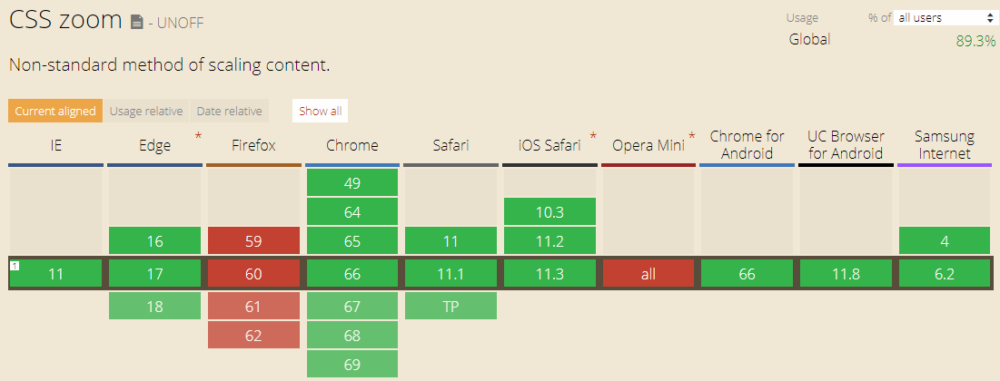 CSS zoom - UNOFF
Usage % of all users
Global 89.3%
Non-standard method of scaling content.
Current aligned Usage relative Date relative Show all
IE Edge * Firefox Chrome Safari iOS Safari * Opera Mini * Chrome for Android UC Browser for Android Samsung Internet
49
64 10.3
16 59 65 11 11.2 4
1 11 17 60 66 11.1 11.3 all 66 11.8 6.2
18 61 67 TP
62 68
69